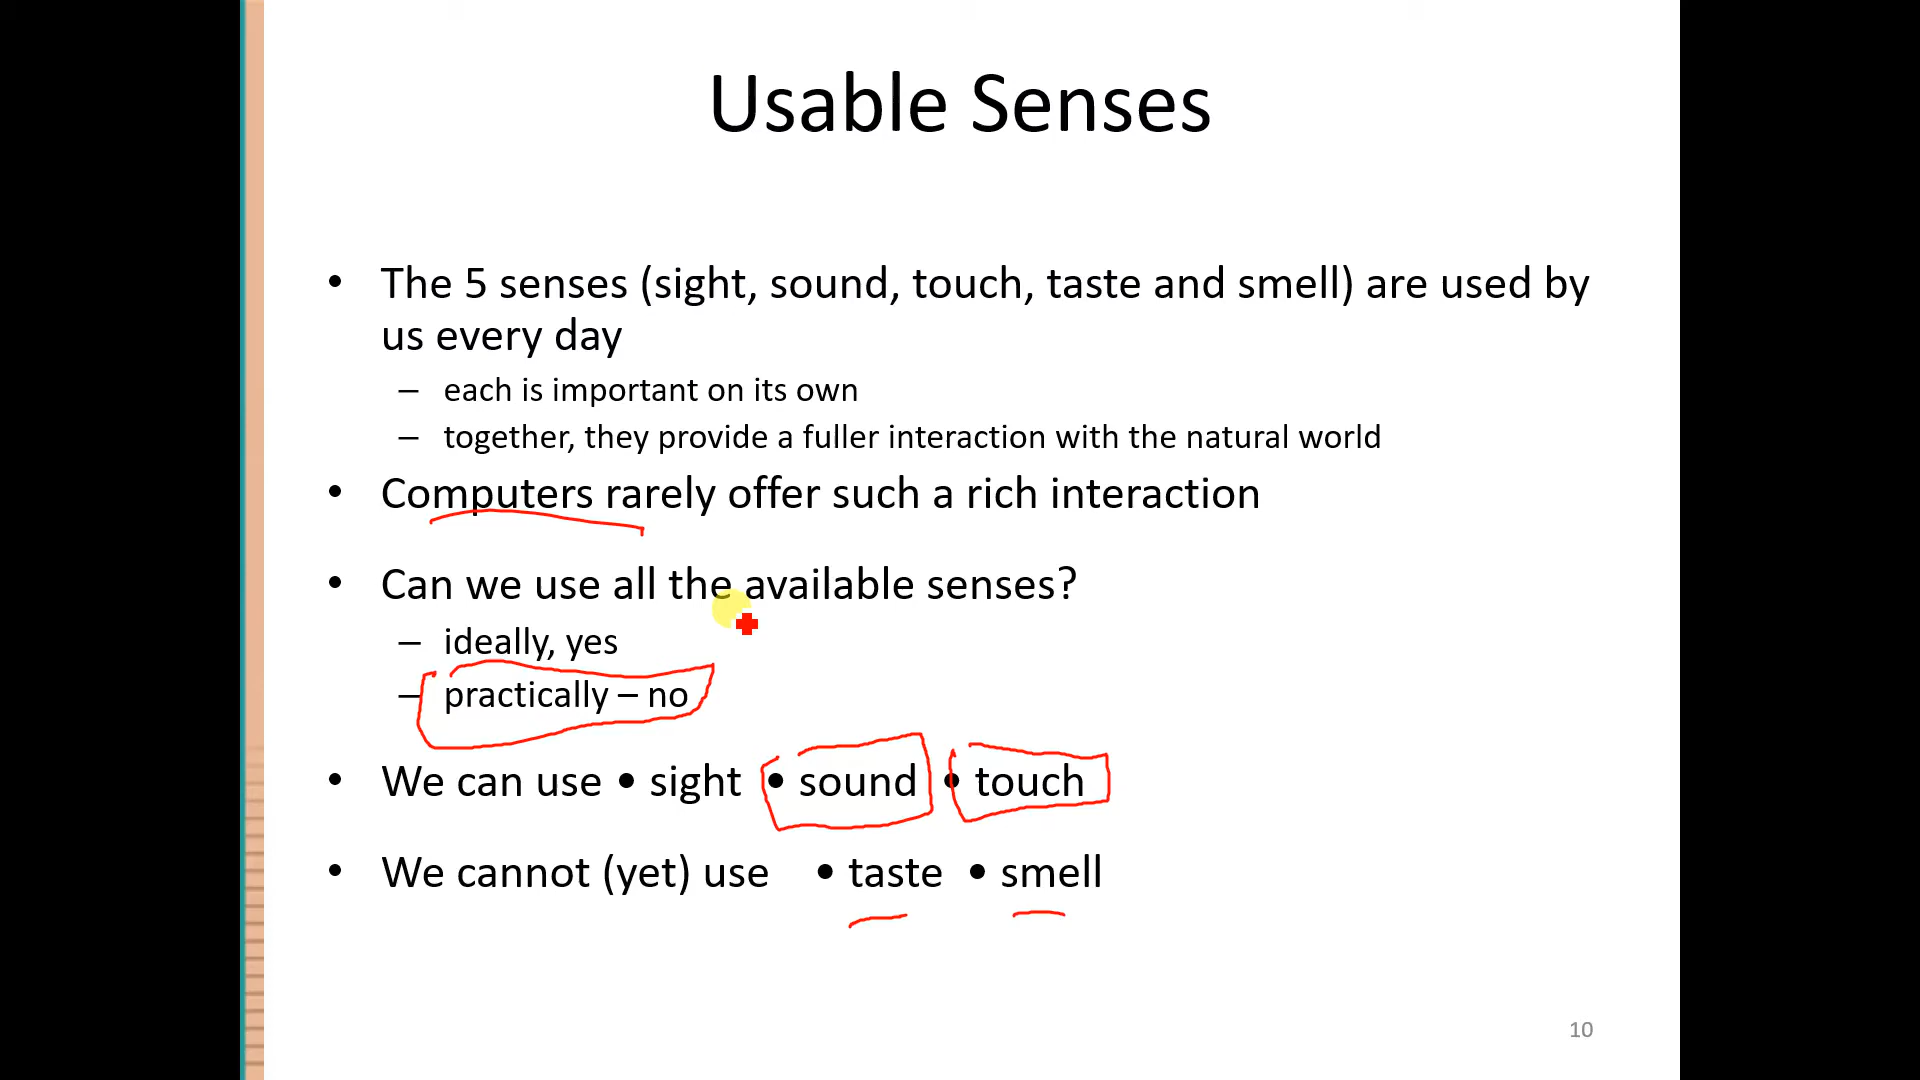 Usable Senses
• The 5 senses (sight, sound, touch, taste and smell) are used by
us every day
– each is important on its own
– together, they provide a fuller interaction with the natural world
• Computers rarely offer such a rich interaction
• Can we use all the available senses?
– ideally, yes
– practically – no
• We can use • sight • sound • touch
• We cannot (yet) use • taste • smell
10